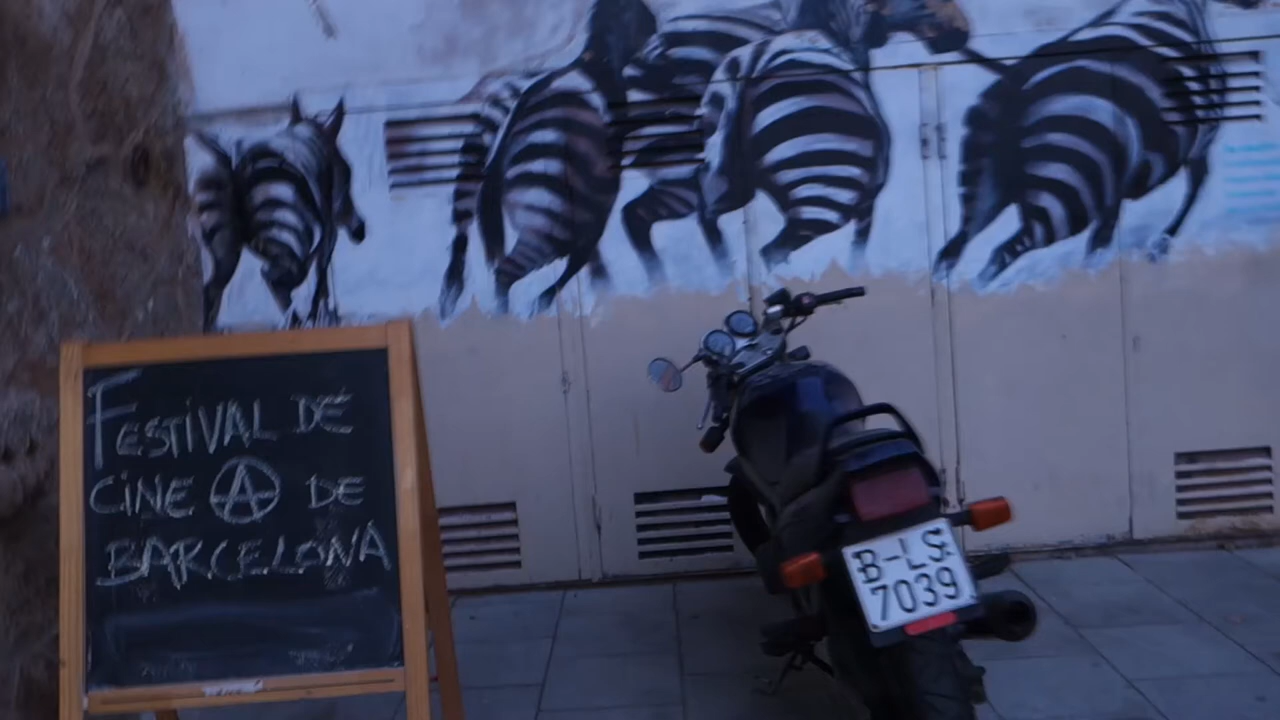 FESTIVAL DE
CINE Ⓐ DE
BARCELONA
B-LS
7039